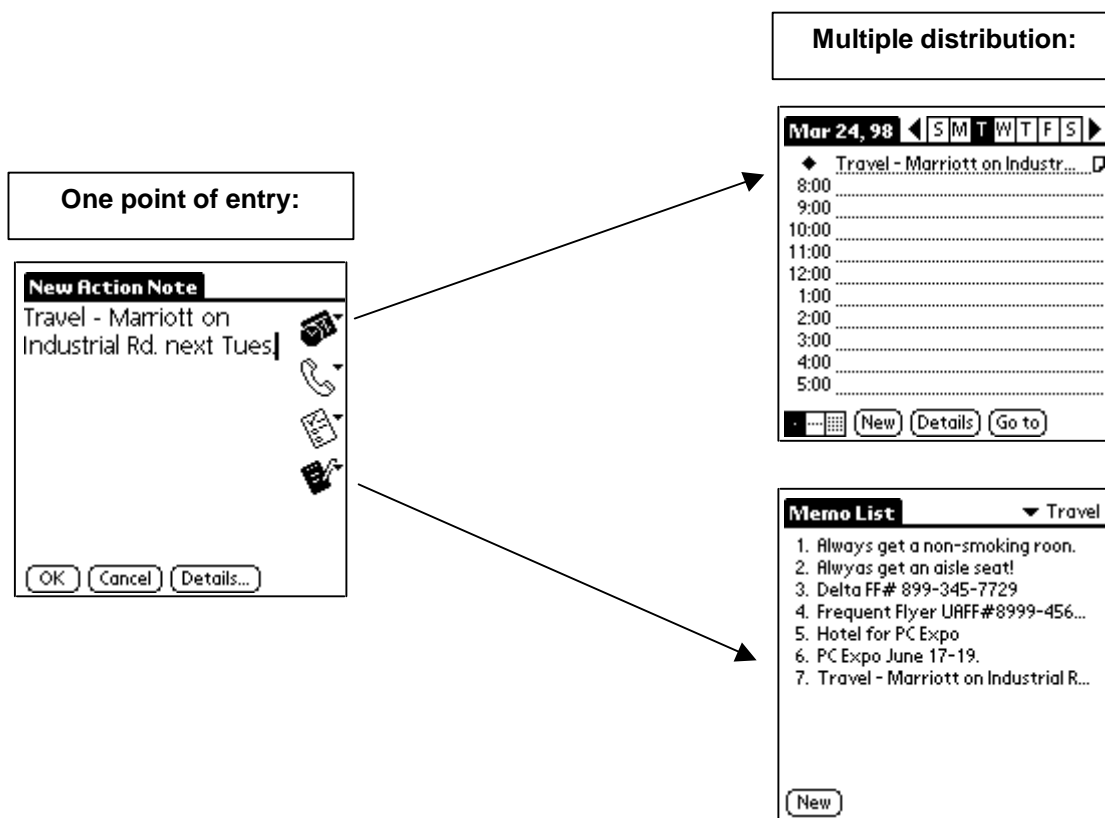 One point of entry:
New Action Note
Travel - Marriott on
Industrial Rd. next Tues.
OK Cancel Details...
Multiple distribution:
Mar 24, 98 S M T W T F S
Travel - Marriott on Industr...
8:00
9:00
10:00
11:00
12:00
1:00
2:00
3:00
4:00
5:00
New Details Go to
Memo List Travel
1. Always get a non-smoking roon.
2. Alwyas get an aisle seat!
3. Delta FF# 899-345-7729
4. Frequent Flyer UAFF#8999-456...
5. Hotel for PC Expo
6. PC Expo June 17-19.
7. Travel - Marriott on Industrial R...
New